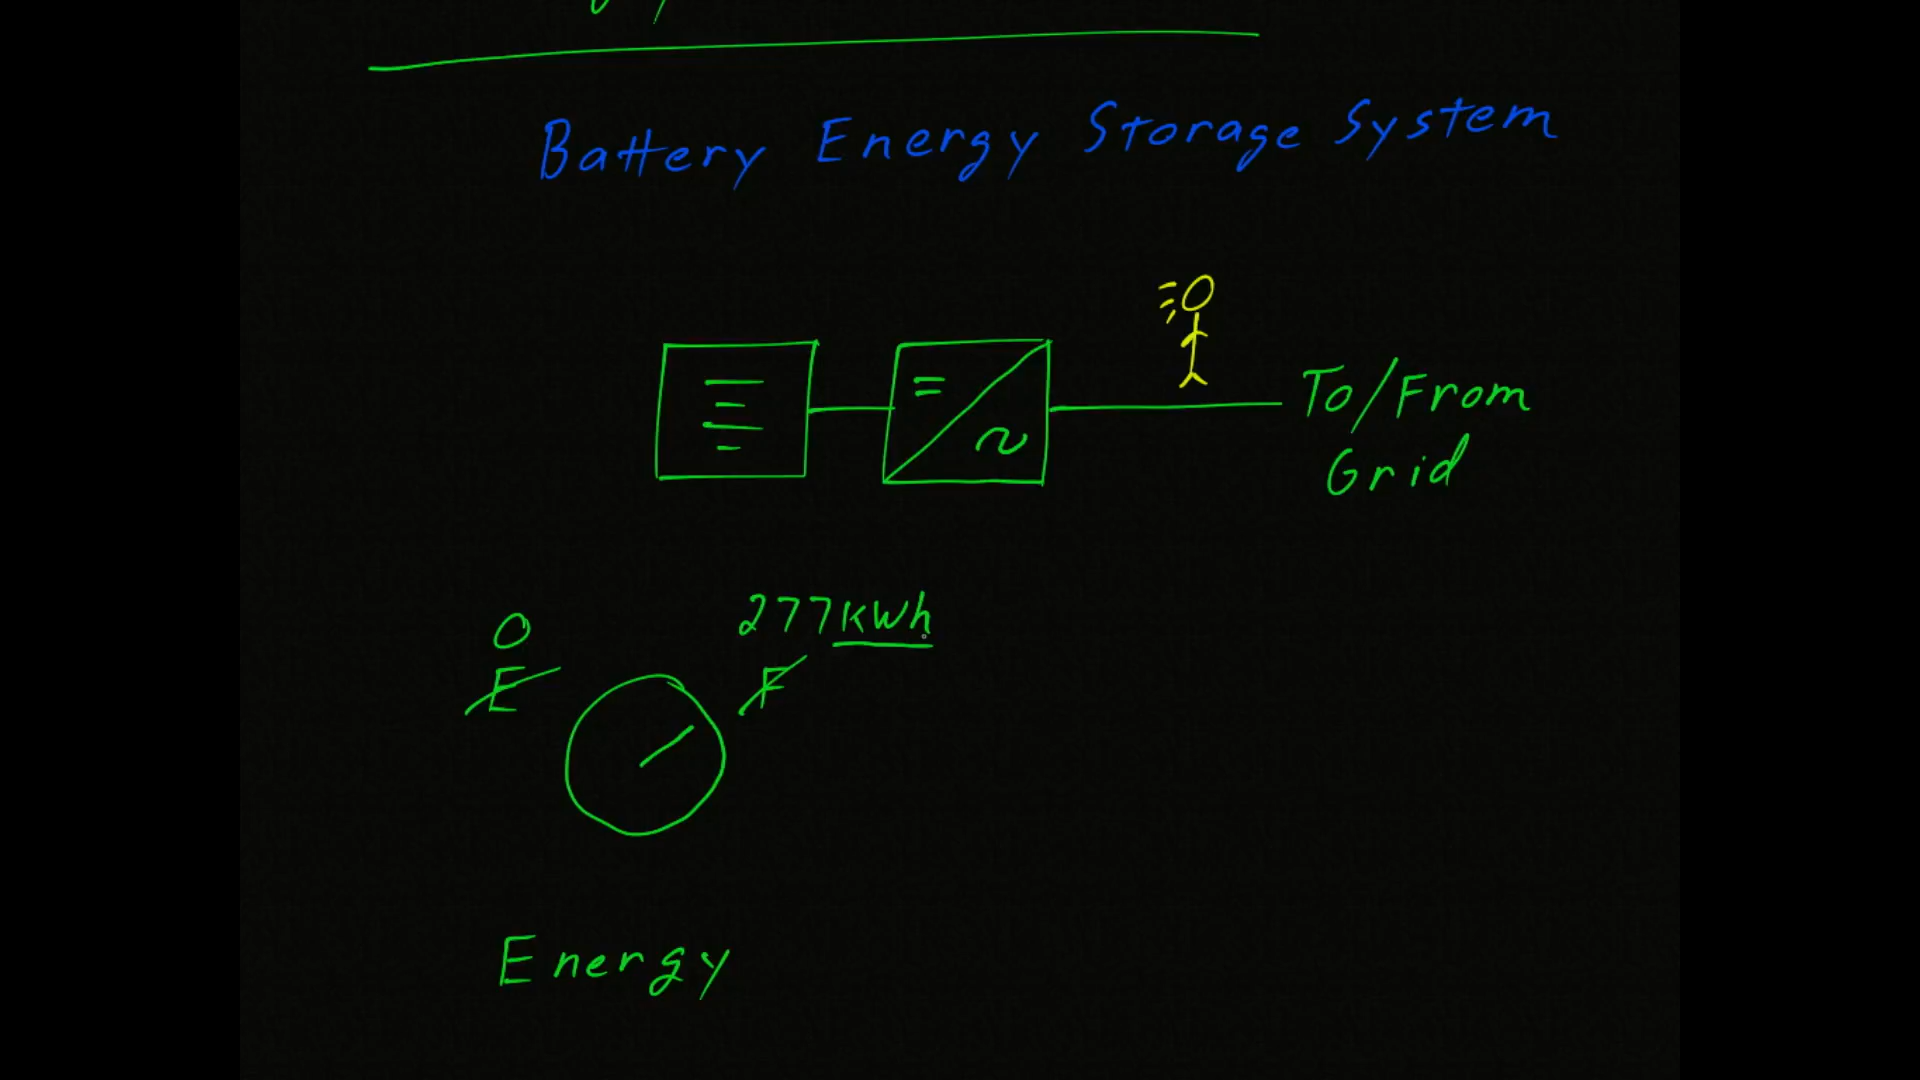 Battery Energy Storage System
To/From
Grid
0
277KWh
E
F
Energy